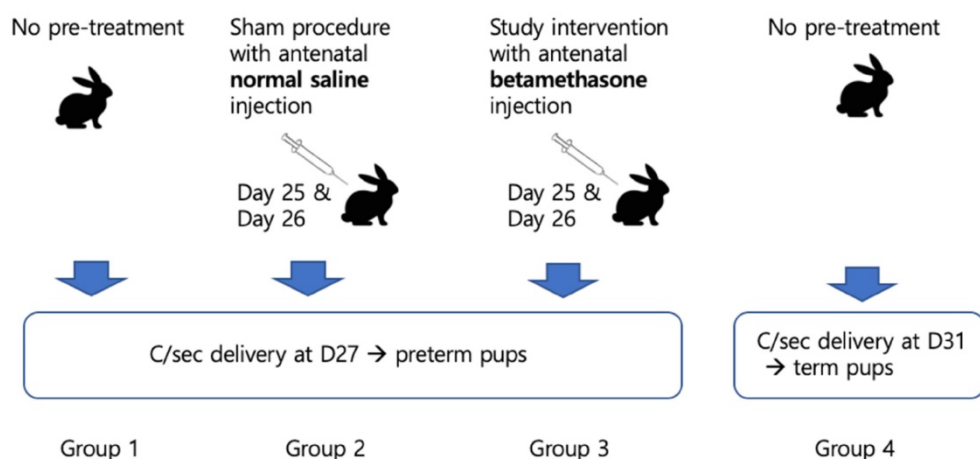 No pre-treatment
Sham procedure
with antenatal
normal saline
injection
Day 25 &
Day 26
Study intervention
with antenatal
betamethasone
injection
Day 25 &
Day 26
No pre-treatment
C/sec delivery at D27 → preterm pups
C/sec delivery at D31
→ term pups
Group 1
Group 2
Group 3
Group 4